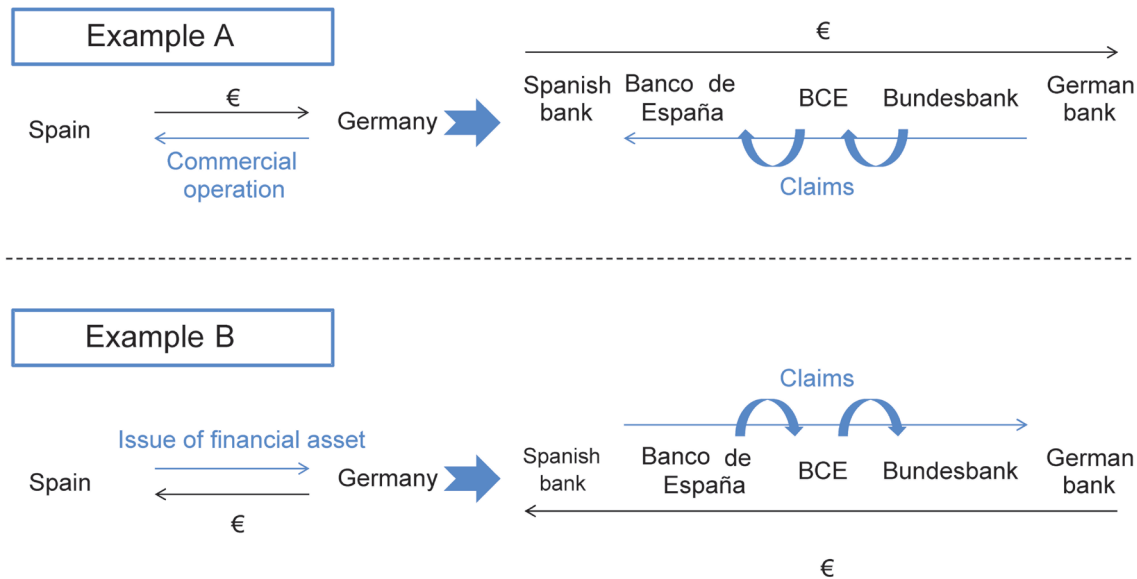 Example A
€
Spain
Germany
Commercial
operation
€
Spanish
bank
Banco de
España
BCE
Bundesbank
German
bank
Claims
Example B
Issue of financial asset
Spain
Germany
€
Claims
Spanish
bank
Banco de
España
BCE
Bundesbank
German
bank
€